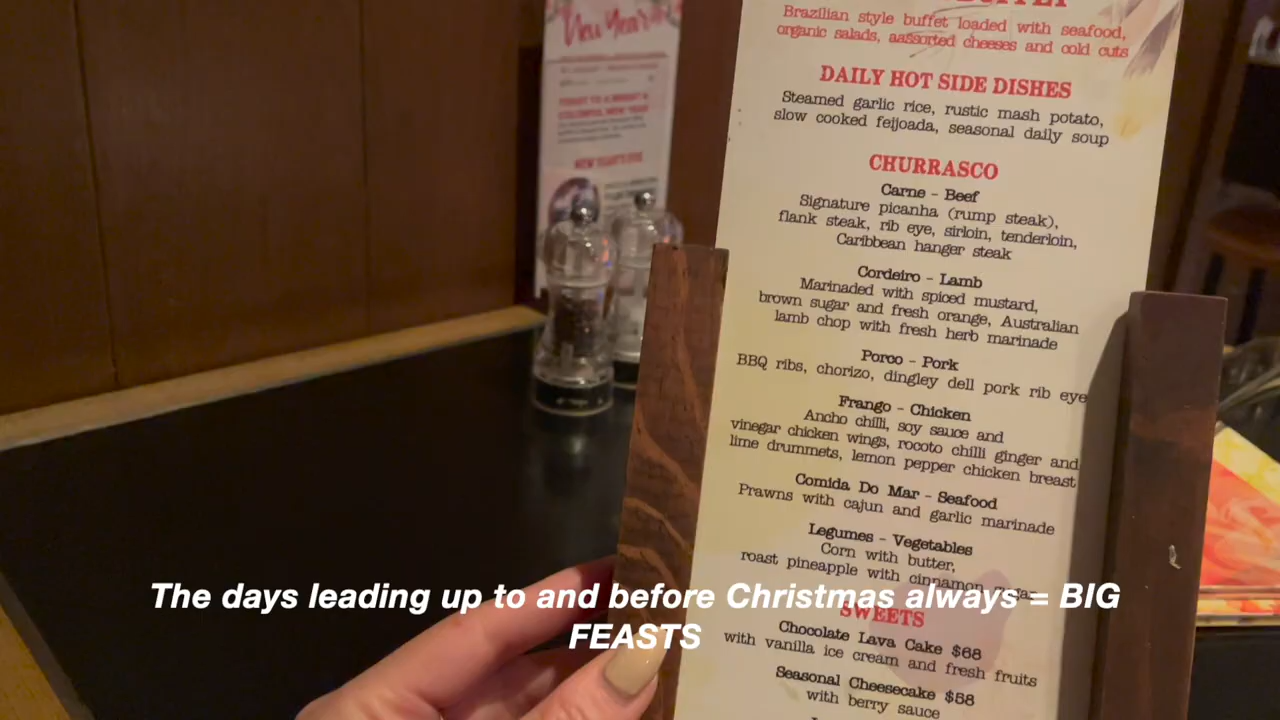 New Year
NEW YEAR'S EVE
BUFFET
Brazilian style buffet loaded with seafood,
organic salads, aassorted cheeses and cold cuts
DAILY HOT SIDE DISHES
Steamed garlic rice, rustic mash potato,
slow cooked feijoada, seasonal daily soup
CHURRASCO
Carne - Beef
Signature picanha (rump steak),
flank steak, rib eye, sirloin, tenderloin,
Caribbean hanger steak
Cordeiro - Lamb
Marinaded with spiced mustard,
brown sugar and fresh orange, Australian
lamb chop with fresh herb marinade
Porco - Pork
BBQ ribs, chorizo, dingley dell pork rib eye
Frango - Chicken
Ancho chilli, soy sauce and
vinegar chicken wings, rocoto chilli ginger and
lime drummets, lemon pepper chicken breast
Comida Do Mar - Seafood
Prawns with cajun and garlic marinade
Legumes - Vegetables
Corn with butter,
roast pineapple with cinnamon
SWEETS
Chocolate Lava Cake $68
with vanilla ice cream and fresh fruits
Seasonal Cheesecake $58
with berry sauce
The days leading up to and before Christmas always = BIG
FEASTS